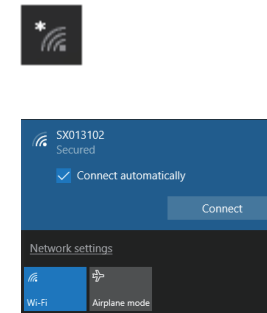 SX013102
Secured
Connect automatically
Connect
Network settings
Wi-Fi
Airplane mode